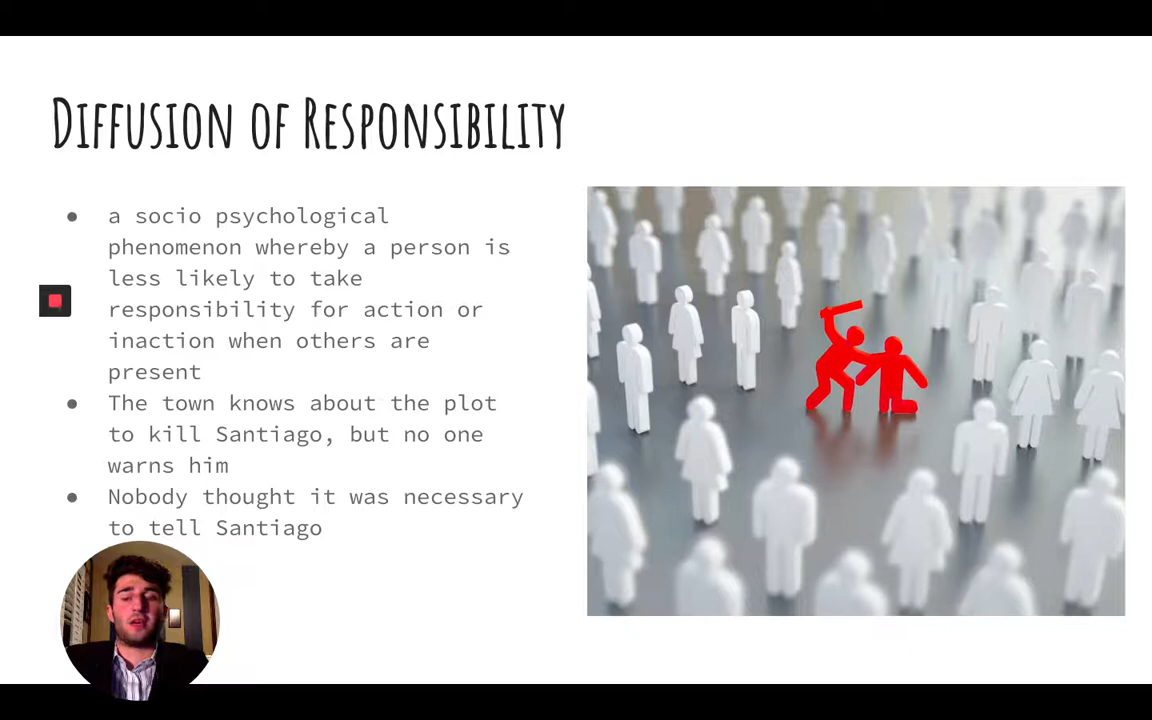 Diffusion of Responsibility
● a socio psychological
phenomenon whereby a person is
less likely to take
responsibility for action or
inaction when others are
present
● The town knows about the plot
to kill Santiago, but no one
warns him
● Nobody thought it was necessary
to tell Santiago